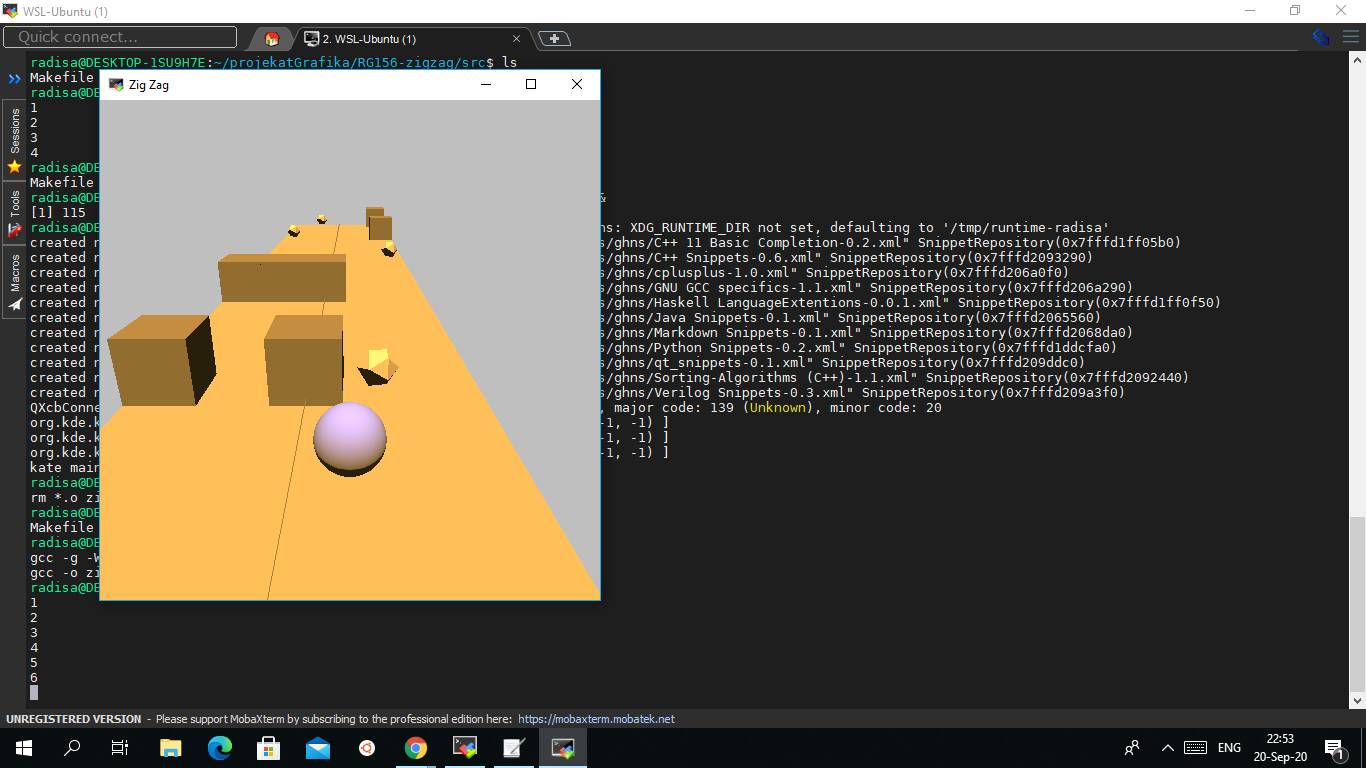 WSL-Ubuntu (1)
Quick connect...
2. WSL-Ubuntu (1)
Sessions
Tools
Macros
radisa@DESKTOP-1SU9H7E:~/projekatGrafika/RG156-zigzag/src$ ls
Makefile
radisa@DE
1
2
3
4
radisa@DE
Makefile
radisa@DE &
[1] 115
radisa@DE ns: XDG_RUNTIME_DIR not set, defaulting to '/tmp/runtime-radisa'
created r s/ghns/C++ 11 Basic Completion-0.2.xml" SnippetRepository(0x7fffd1ff05b0)
created r s/ghns/C++ Snippets-0.6.xml" SnippetRepository(0x7fffd2093290)
created r s/ghns/cplusplus-1.0.xml" SnippetRepository(0x7fffd206a0f0)
created r s/ghns/GNU GCC specifics-1.1.xml" SnippetRepository(0x7fffd206a290)
created r s/ghns/Haskell LanguageExtentions-0.0.1.xml" SnippetRepository(0x7fffd1ff0f50)
created r s/ghns/Java Snippets-0.1.xml" SnippetRepository(0x7fffd2065560)
created r s/ghns/Markdown Snippets-0.1.xml" SnippetRepository(0x7fffd2068da0)
created r s/ghns/Python Snippets-0.2.xml" SnippetRepository(0x7fffd1ddcfa0)
created r s/ghns/qt_snippets-0.1.xml" SnippetRepository(0x7fffd209ddc0)
created r s/ghns/Sorting-Algorithms (C++)-1.1.xml" SnippetRepository(0x7fffd2092440)
created r s/ghns/Verilog Snippets-0.3.xml" SnippetRepository(0x7fffd209a3f0)
QXcbConne , major code: 139 (Unknown), minor code: 20
org.kde.k -1, -1) ]
org.kde.k -1, -1) ]
org.kde.k -1, -1) ]
kate main
radisa@DE
rm *.o zi
radisa@DE
Makefile
radisa@DE
gcc -g -W
gcc -o zi
radisa@DE
1
2
3
4
5
6
Zig Zag
UNREGISTERED VERSION - Please support MobaXterm by subscribing to the professional edition here: https://mobaxterm.mobatek.net
ENG
22:53
20-Sep-20
1